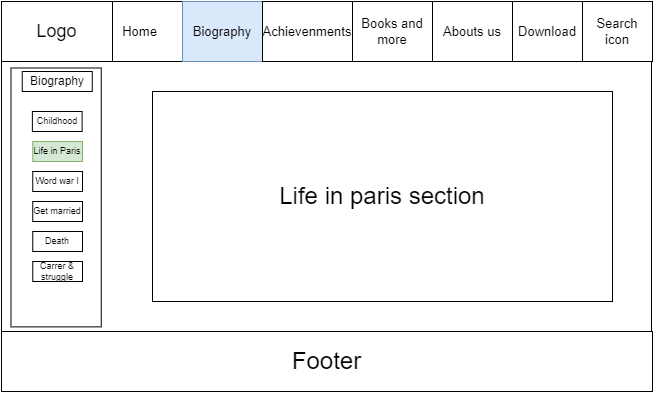 Logo
Home
Biography
Achievenments
Books and
more
Abouts us
Download
Search
icon
Biography
Childhood
Life in Paris
Word war I
Get married
Death
Carrer &
struggle
Life in paris section
Footer